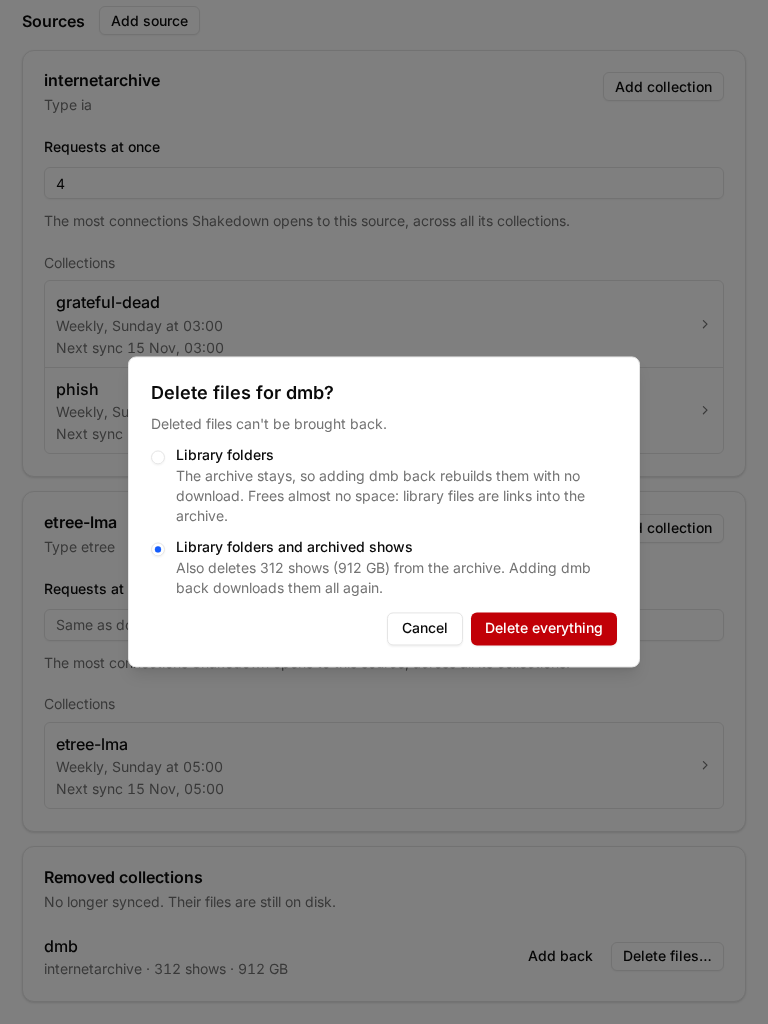 Sources
Add source
internetarchive
Type ia
Add collection
Requests at once
4
The most connections Shakedown opens to this source, across all its collections.
Collections
grateful-dead
Weekly, Sunday at 03:00
Next sync 15 Nov, 03:00
phish
Weekly, Su
Next sync
Delete files for dmb?
Deleted files can't be brought back.
Library folders
The archive stays, so adding dmb back rebuilds them with no
download. Frees almost no space: library files are links into the
archive.
Library folders and archived shows
Also deletes 312 shows (912 GB) from the archive. Adding dmb
back downloads them all again.
Cancel
Delete everything
etree-lma
Type etree
collection
Requests at
Same as
The most
Collections
etree-lma
Weekly, Sunday at 05:00
Next sync 15 Nov, 05:00
Removed collections
No longer synced. Their files are still on disk.
dmb
internetarchive · 312 shows · 912 GB
Add back
Delete files...